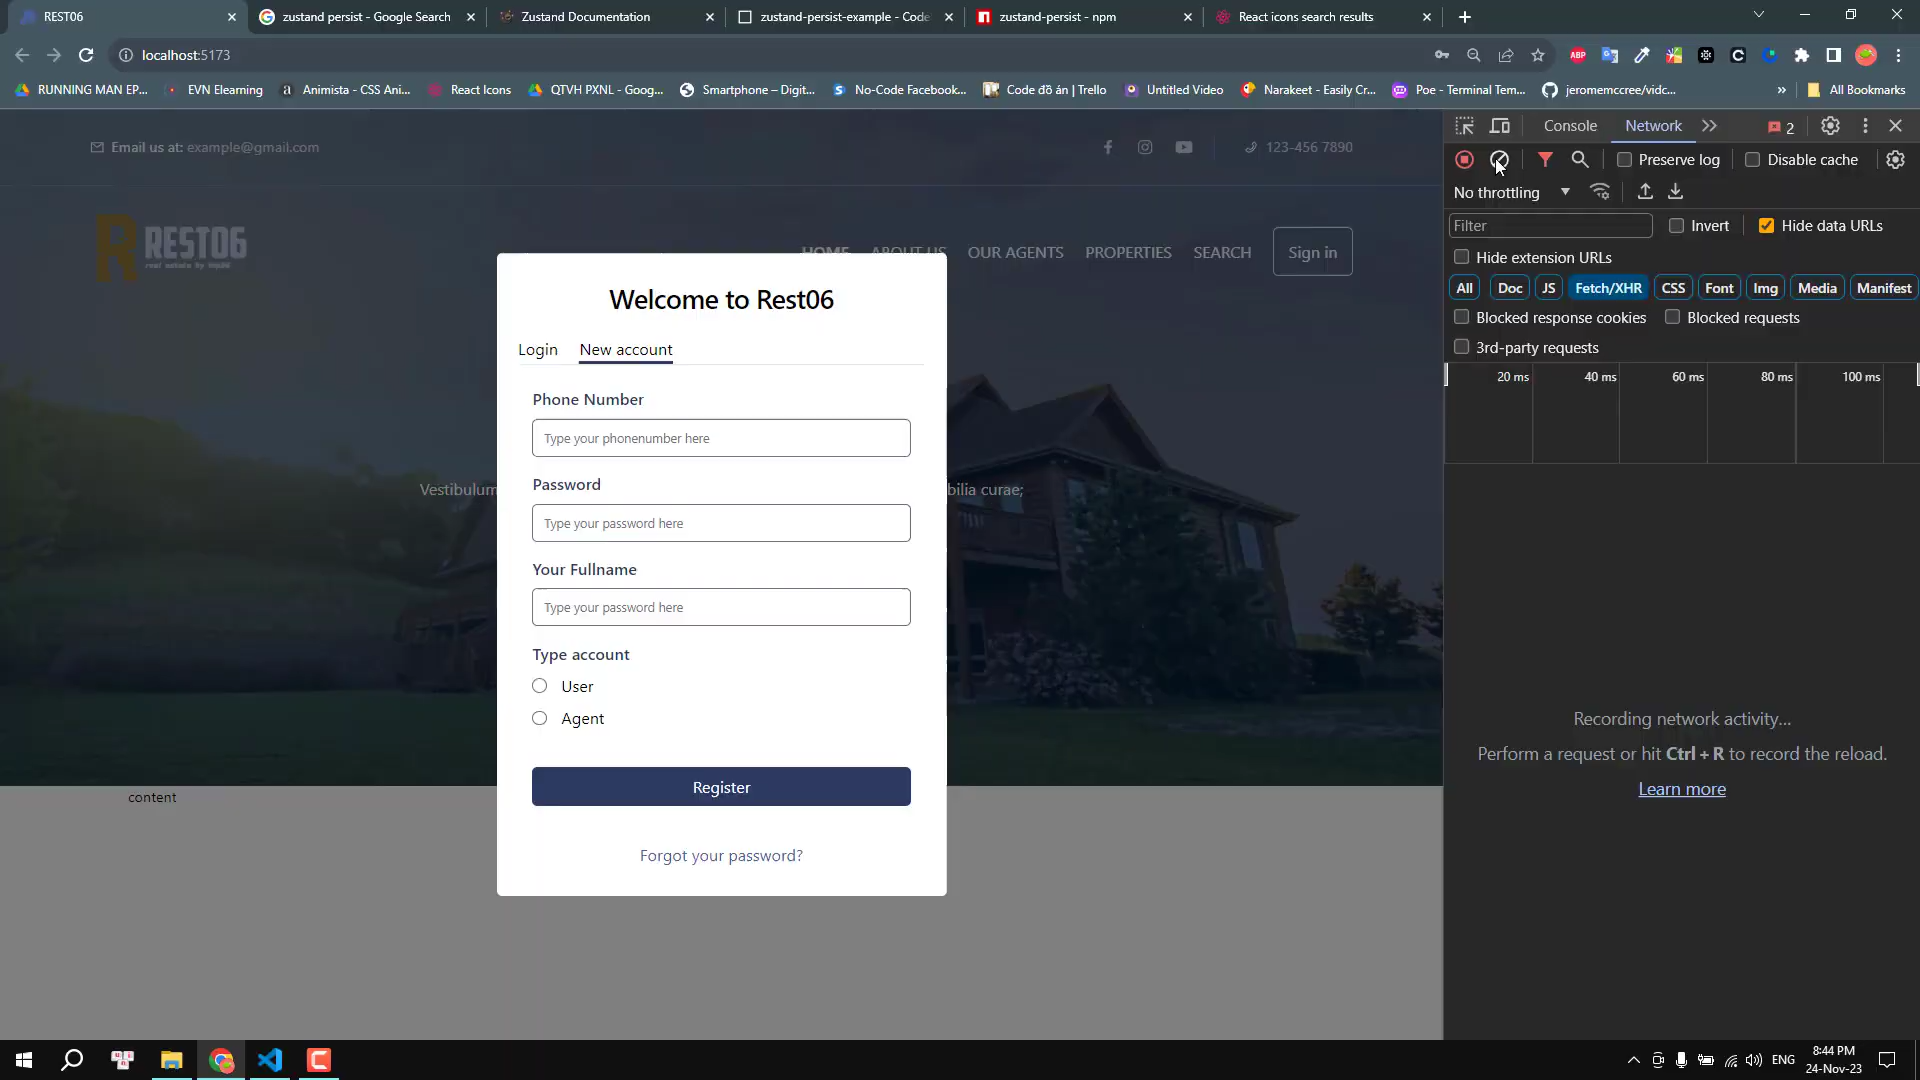 REST06
zustand persist - Google Search
Zustand Documentation
zustand-persist-example - Code
zustand-persist - npm
React icons search results
localhost:5173
RUNNING MAN EP...
EVN Elearning
Animista - CSS Ani...
React Icons
QTVH PXNL - Goog...
Smartphone – Digit...
No-Code Facebook...
Code đồ án | Trello
Untitled Video
Narakeet - Easily Cr...
Poe - Terminal Tem...
jeromemccree/vidc...
»
All Bookmarks
Email us at: example@gmail.com
123-456 7890
REST06
real estate by
HOME
ABOUT US
OUR AGENTS
PROPERTIES
SEARCH
Sign in
Welcome to Rest06
Login
New account
Phone Number
Type your phonenumber here
Password
Type your password here
Your Fullname
Type your password here
Type account
User
Agent
Register
Forgot your password?
Vestibulum
bilia curae;
content
Console
Network
2
Preserve log
Disable cache
No throttling
Filter
Invert
Hide data URLs
Hide extension URLs
All
Doc
JS
Fetch/XHR
CSS
Font
Img
Media
Manifest
Blocked response cookies
Blocked requests
3rd-party requests
20 ms
40 ms
60 ms
80 ms
100 ms
Recording network activity...
Perform a request or hit Ctrl + R to record the reload.
Learn more
ENG
8:44 PM
24-Nov-23